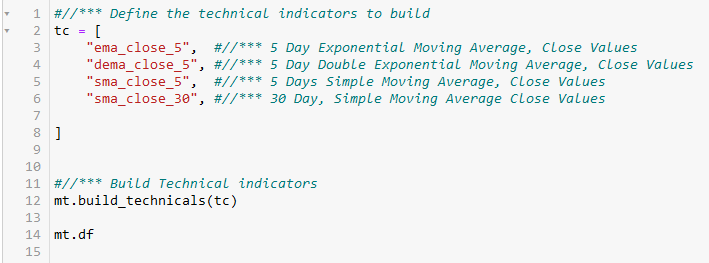 1 #//*** Define the technical indicators to build
2 tc = [
3 "ema_close_5", #//*** 5 Day Exponential Moving Average, Close Values
4 "dema_close_5", #//*** 5 Day Double Exponential Moving Average, Close Values
5 "sma_close_5", #//*** 5 Days Simple Moving Average, Close Values
6 "sma_close_30", #//*** 30 Day, Simple Moving Average Close Values
7
8 ]
9
10
11 #//*** Build Technical indicators
12 mt.build_technicals(tc)
13
14 mt.df
15